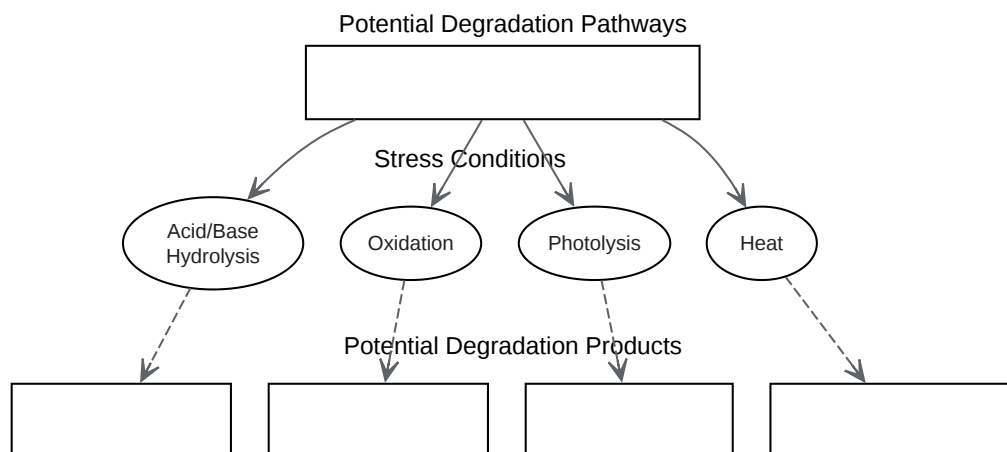 Potential Degradation Pathways
Stress Conditions
Acid/Base
Hydrolysis
Oxidation
Photolysis
Heat
Potential Degradation Products